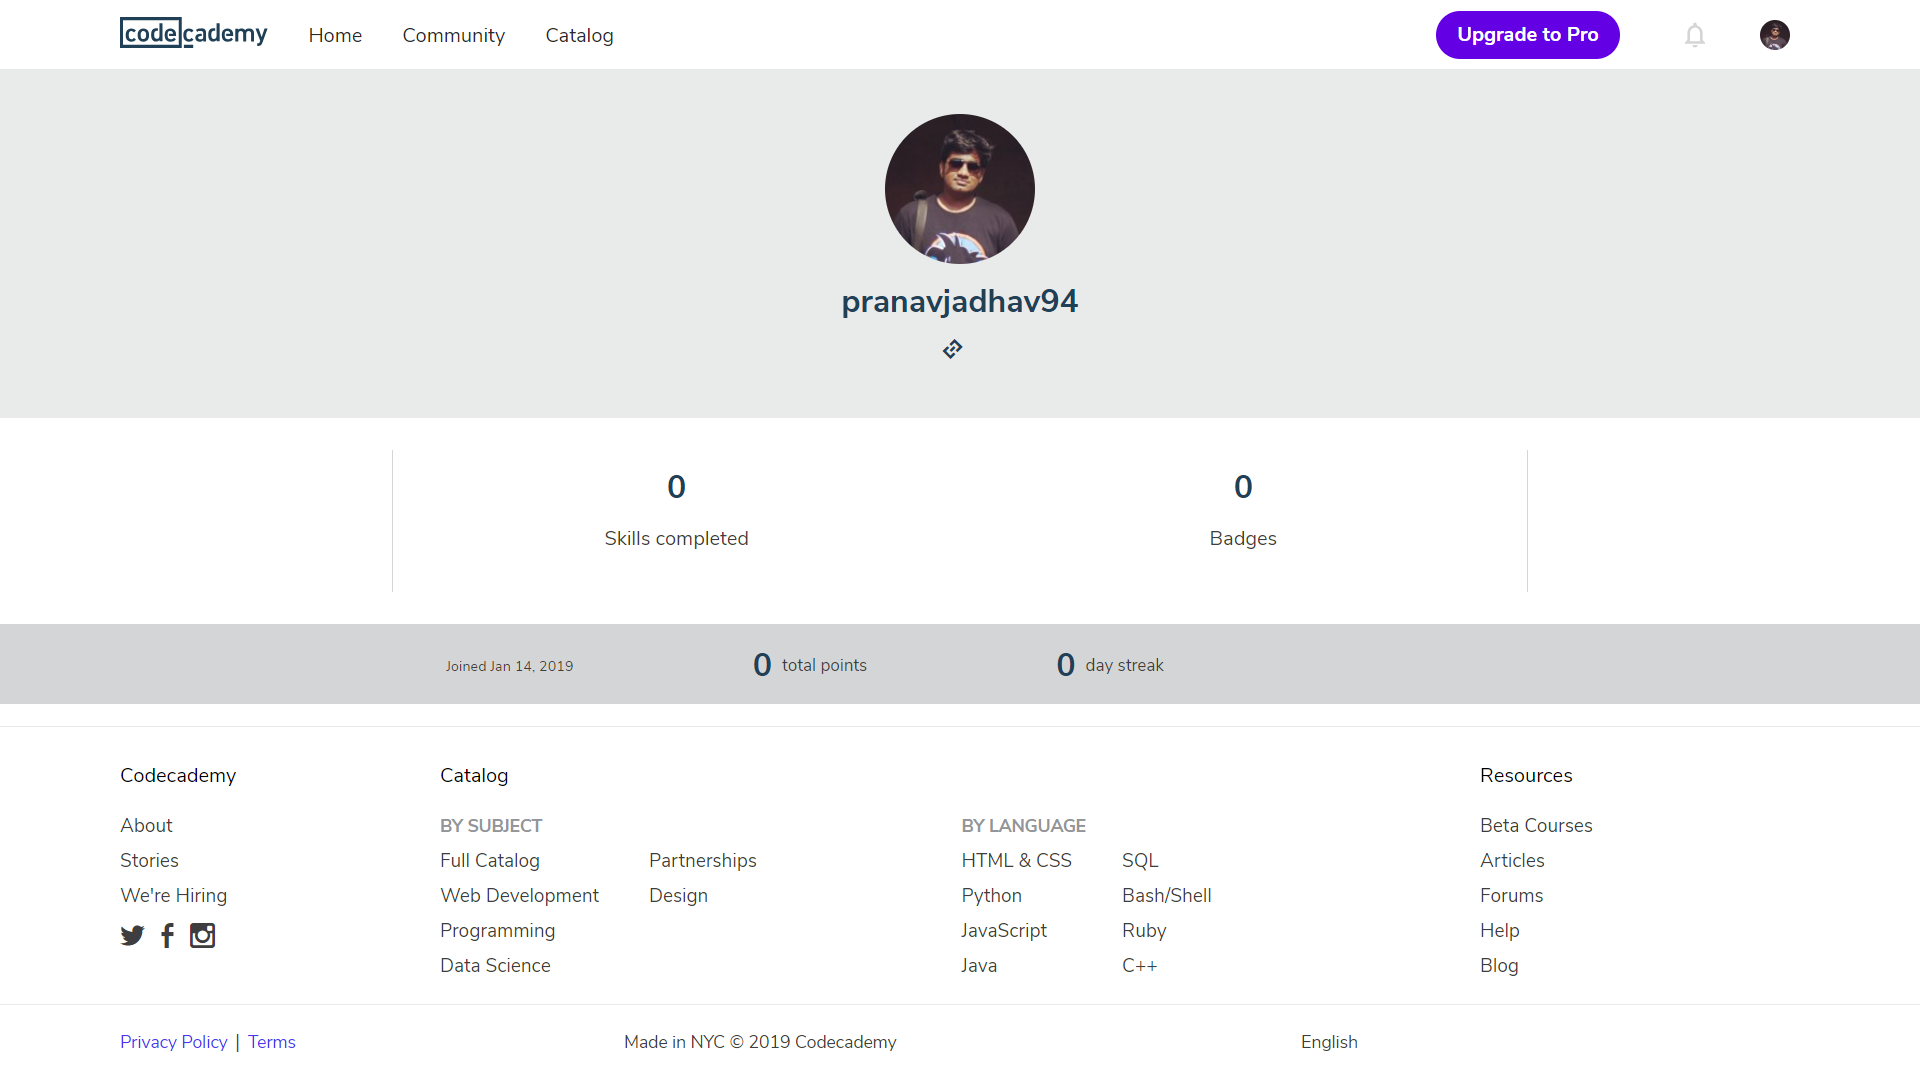 codecademy Home Community Catalog Upgrade to Pro
pranavjadhav94
0 0
Skills completed Badges
Joined Jan 14, 2019 0 total points 0 day streak
Codecademy
About
Stories
We're Hiring
Catalog
BY SUBJECT
Full Catalog Partnerships
Web Development Design
Programming
Data Science
BY LANGUAGE
HTML & CSS SQL
Python Bash/Shell
JavaScript Ruby
Java C++
Resources
Beta Courses
Articles
Forums
Help
Blog
Privacy Policy | Terms Made in NYC © 2019 Codecademy English